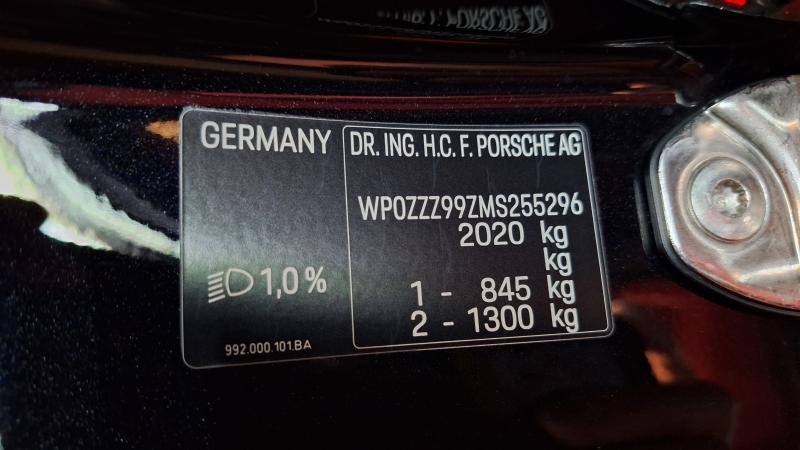 GERMANY
DR. ING. H.C. F. PORSCHE AG
WP0ZZZ99ZMS255296
2020 kg
kg
1 - 845 kg
2 - 1300 kg
1,0 %
992.000.101.BA